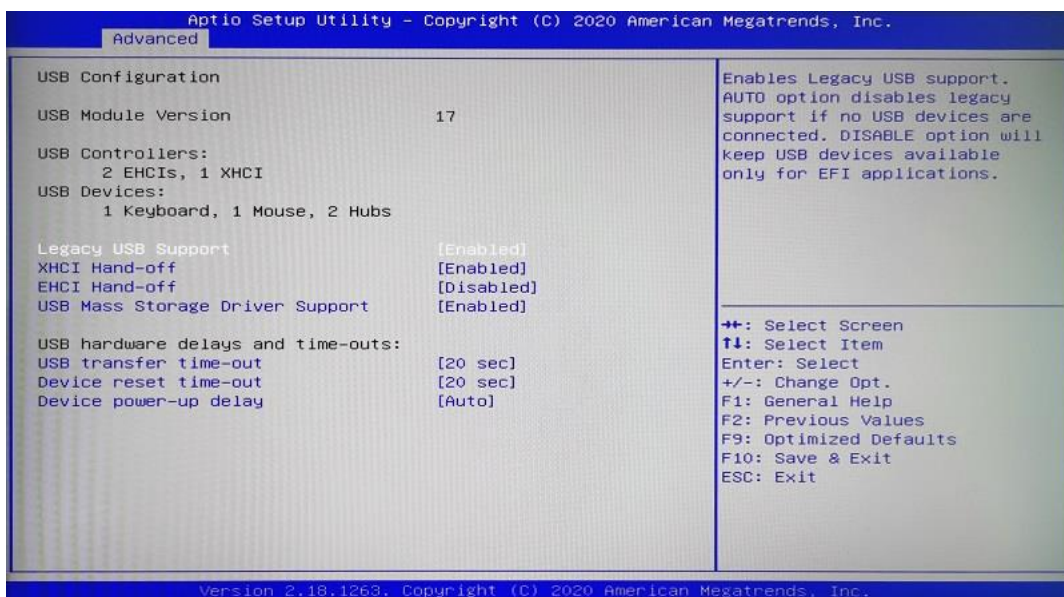 Aptio Setup Utility – Copyright (C) 2020 American Megatrends, Inc.
Advanced
USB Configuration
USB Module Version 17
USB Controllers:
2 EHCIs, 1 XHCI
USB Devices:
1 Keyboard, 1 Mouse, 2 Hubs
Legacy USB Support [Enabled]
XHCI Hand-off [Enabled]
EHCI Hand-off [Disabled]
USB Mass Storage Driver Support [Enabled]
USB hardware delays and time-outs:
USB transfer time-out [20 sec]
Device reset time-out [20 sec]
Device power-up delay [Auto]
Enables Legacy USB support.
AUTO option disables legacy
support if no USB devices are
connected. DISABLE option will
keep USB devices available
only for EFI applications.
→←: Select Screen
↑↓: Select Item
Enter: Select
+/-: Change Opt.
F1: General Help
F2: Previous Values
F9: Optimized Defaults
F10: Save & Exit
ESC: Exit
Version 2.18.1263. Copyright (C) 2020 American Megatrends, Inc.